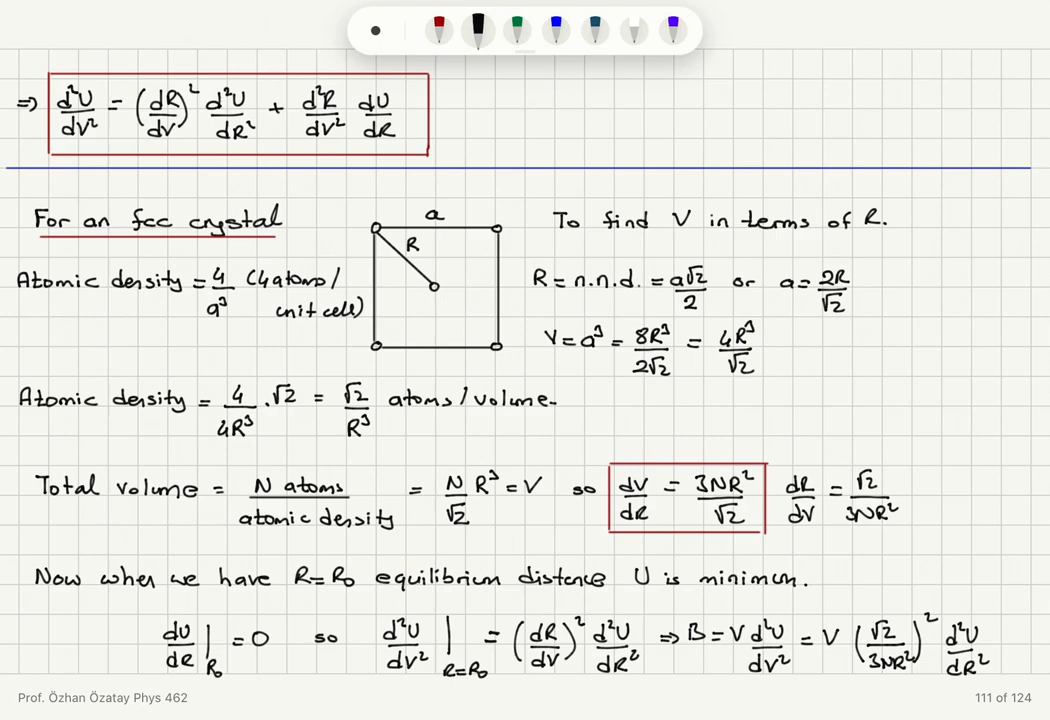 ⇒ d²U/dV² = (dR/dV)² d²U/dR² + d²R/dV² dU/dR
For an fcc crystal
a
R
To find V in terms of R.
Atomic density = 4/a³ (4 atoms/unit cell)
R = n.n.d. = a√2/2 or a = 2R/√2
V = a³ = 8R³/2√2 = 4R³/√2
Atomic density = 4/4R³ . √2 = √2/R³ atoms/volume.
Total volume = N atoms/atomic density = N/√2 R³ = V so dV/dR = 3NR²/√2 dR/dV = √2/3NR²
Now when we have R = R₀ equilibrium distance U is minimum.
dU/dR |R₀ = 0 so d²U/dV² |R=R₀ = (dR/dV)² d²U/dR² ⇒ B = V d²U/dV² = V (√2/3NR²)² d²U/dR²
Prof. Özhan Özatay Phys 462
111 of 124